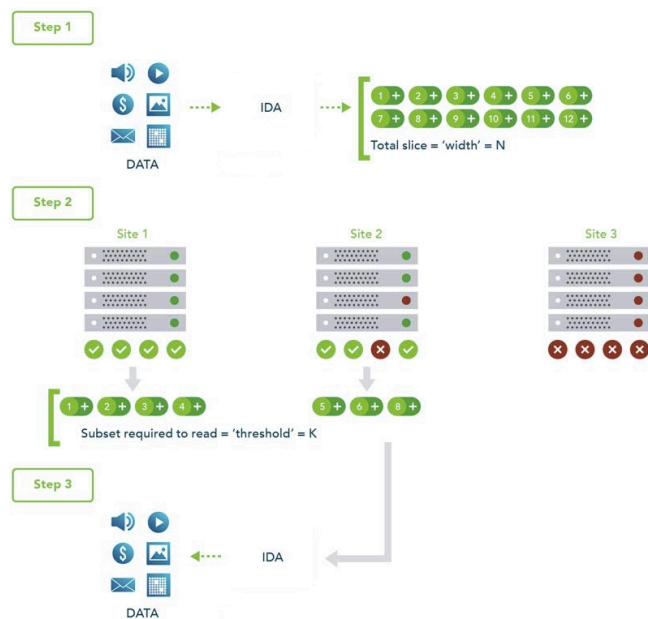 Step 1
IDA
DATA
1 + 2 + 3 + 4 + 5 + 6 +
7 + 8 + 9 + 10 + 11 + 12 +
Total slice = ‘width’ = N
Step 2
Site 1
Site 2
Site 3
1 + 2 + 3 + 4 +
5 + 6 + 8 +
Subset required to read = ‘threshold’ = K
Step 3
IDA
DATA